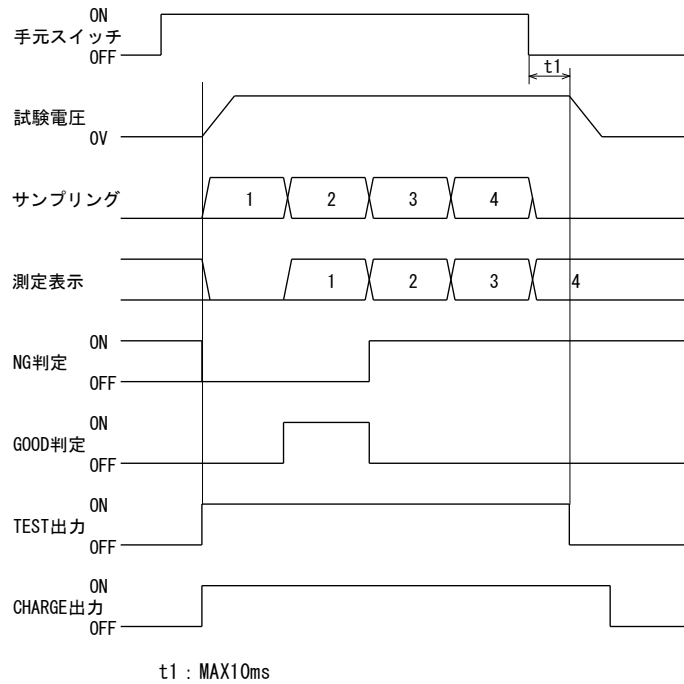 ON
手元スイッチ
OFF
t1
試験電圧
0V
サンプリング
1 2 3 4
測定表示
1 2 3 4
ON
NG判定
OFF
ON
GOOD判定
OFF
ON
TEST出力
OFF
ON
CHARGE出力
OFF
t1：MAX10ms